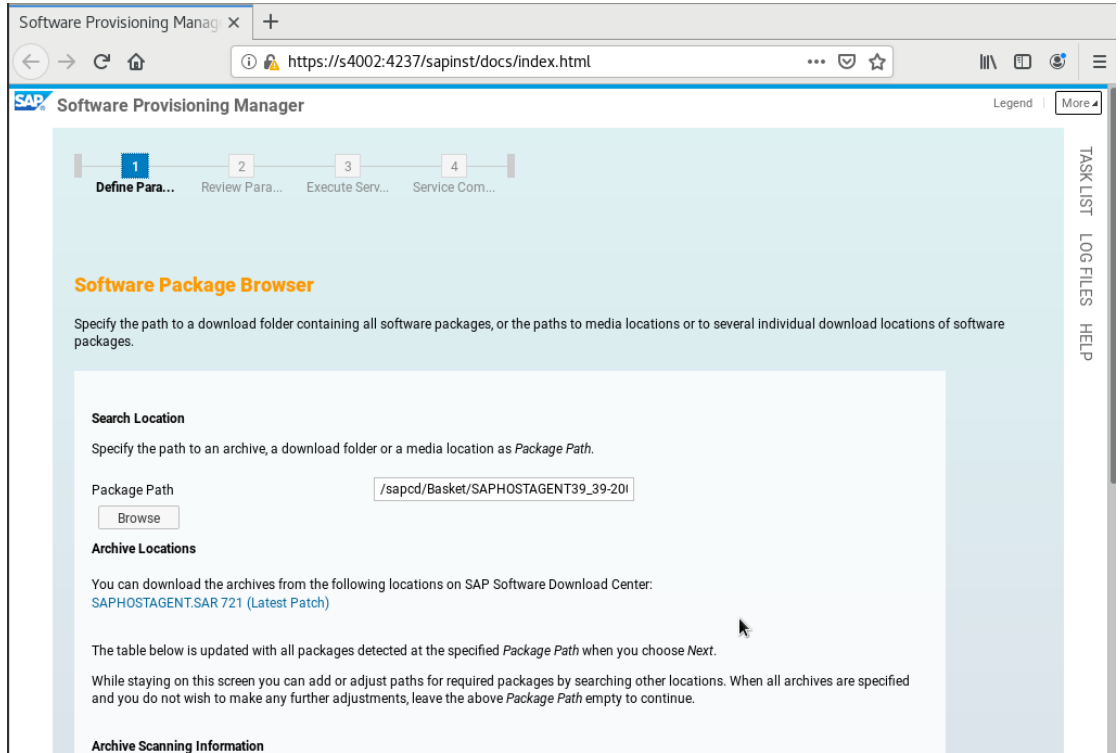 Software Provisioning Manag
https://s4002:4237/sapinst/docs/index.html
SAP Software Provisioning Manager
Legend
More
1
2
3
4
Define Para...
Review Para...
Execute Serv...
Service Com...
TASK LIST
LOG FILES
HELP
Software Package Browser
Specify the path to a download folder containing all software packages, or the paths to media locations or to several individual download locations of software
packages.
Search Location
Specify the path to an archive, a download folder or a media location as Package Path.
Package Path
/sapcd/Basket/SAPHOSTAGENT39_39-200
Browse
Archive Locations
You can download the archives from the following locations on SAP Software Download Center:
SAPHOSTAGENT.SAR 721 (Latest Patch)
The table below is updated with all packages detected at the specified Package Path when you choose Next.
While staying on this screen you can add or adjust paths for required packages by searching other locations. When all archives are specified
and you do not wish to make any further adjustments, leave the above Package Path empty to continue.
Archive Scanning Information